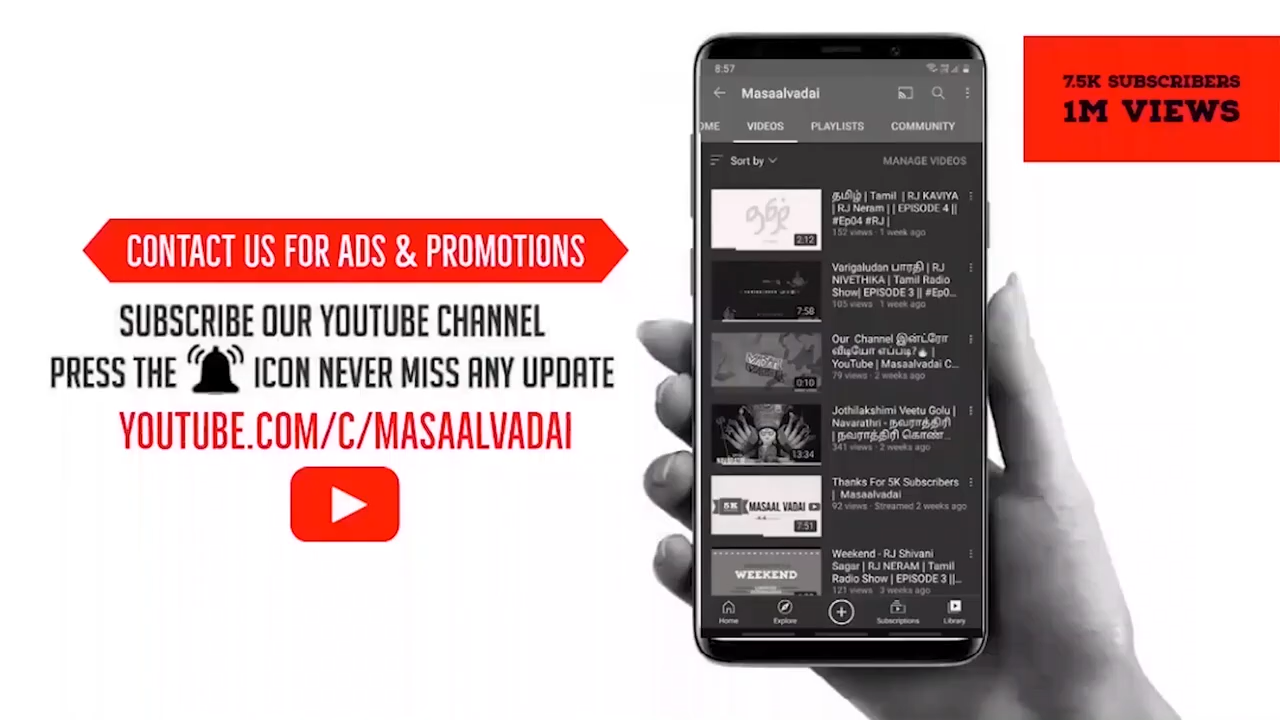 7.5K SUBSCRIBERS
1M VIEWS
CONTACT US FOR ADS & PROMOTIONS
SUBSCRIBE OUR YOUTUBE CHANNEL
PRESS THE ICON NEVER MISS ANY UPDATE
YOUTUBE.COM/C/MASAALVADAI
8:57
Masaalvadai
OME VIDEOS PLAYLISTS COMMUNITY
Sort by MANAGE VIDEOS
தமிழ்
2:12
தமிழ் | Tamil | RJ KAVIYA
| RJ Neram | | EPISODE 4 ||
#Ep04 #RJ |
152 views · 1 week ago
7:58
Varigaludan பாரதி | RJ
NIVETHIKA | Tamil Radio
Show| EPISODE 3 || #Ep0...
105 views · 1 week ago
0:10
Our Channel இன்ட்ரோ
வீடியோ எப்படி?🔥 |
YouTube | Masaalvadai C...
79 views · 2 weeks ago
13:34
Jothilakshimi Veetu Golu |
Navarathri - நவராத்திரி
| நவராத்திரி கொண்...
341 views · 2 weeks ago
5K MASAAL VADAI
7:51
Thanks For 5K Subscribers
| Masaalvadai
92 views · Streamed 2 weeks ago
WEEKEND
Weekend - RJ Shivani
Sagar | RJ NERAM | Tamil
Radio Show | EPISODE 3 ||...
121 views · 3 weeks ago
Home Explore Subscriptions Library